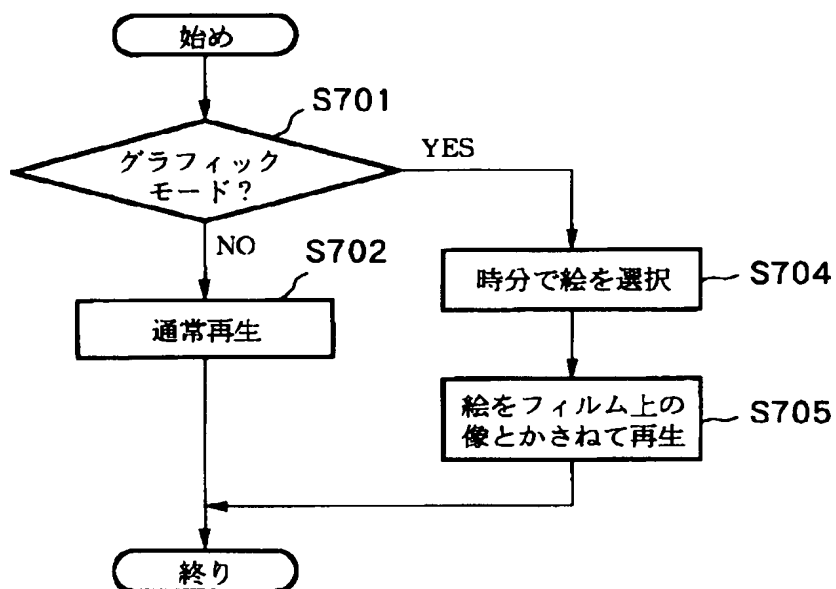 始め
S701
グラフィック
モード?
YES
NO
S702
通常再生
時分で絵を選択
S704
絵をフィルム上の
像とかさねて再生
S705
終り